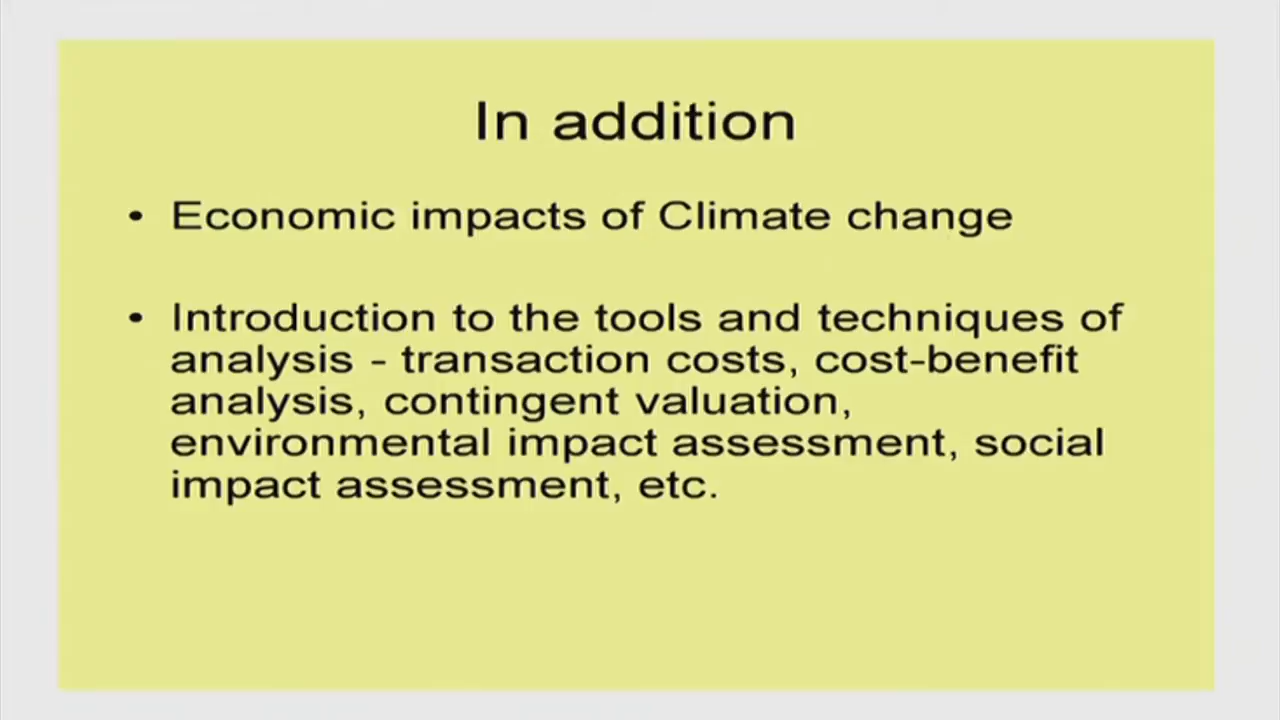 In addition
• Economic impacts of Climate change
• Introduction to the tools and techniques of
analysis - transaction costs, cost-benefit
analysis, contingent valuation,
environmental impact assessment, social
impact assessment, etc.